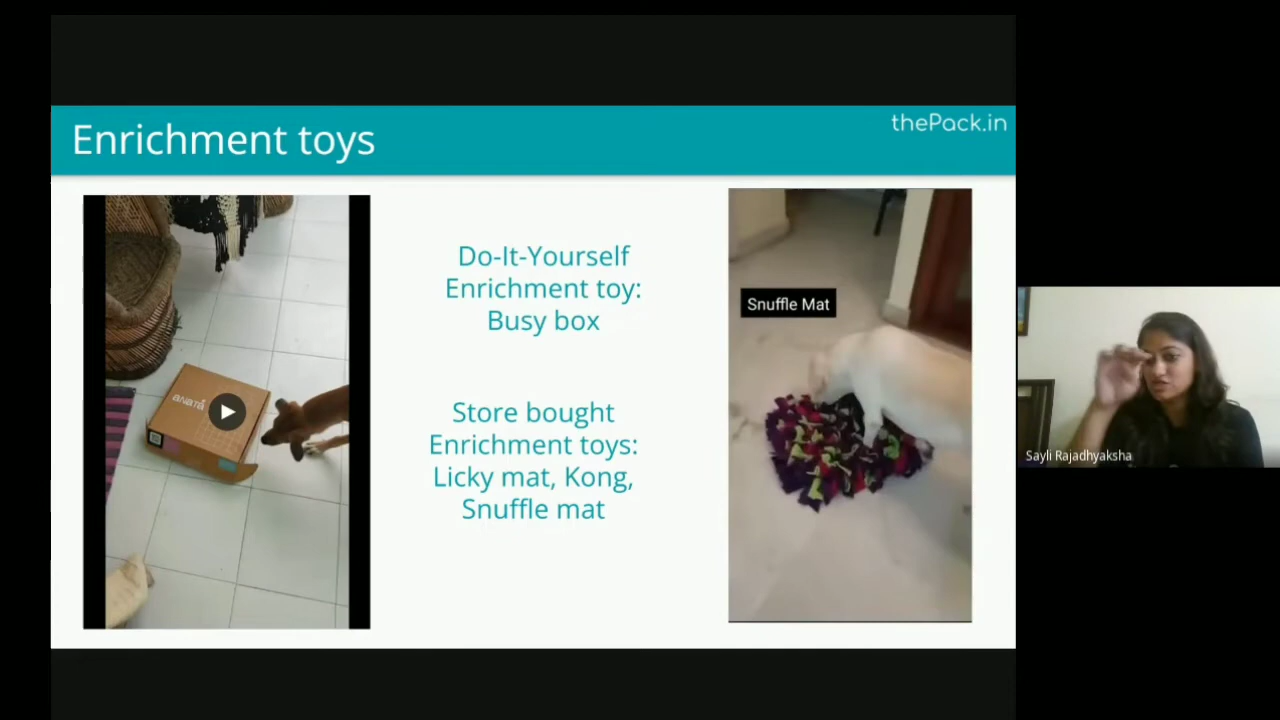 Enrichment toys
thePack.in
Do-It-Yourself
Enrichment toy:
Busy box
Store bought
Enrichment toys:
Licky mat, Kong,
Snuffle mat
Snuffle Mat
Sayli Rajadhyaksha